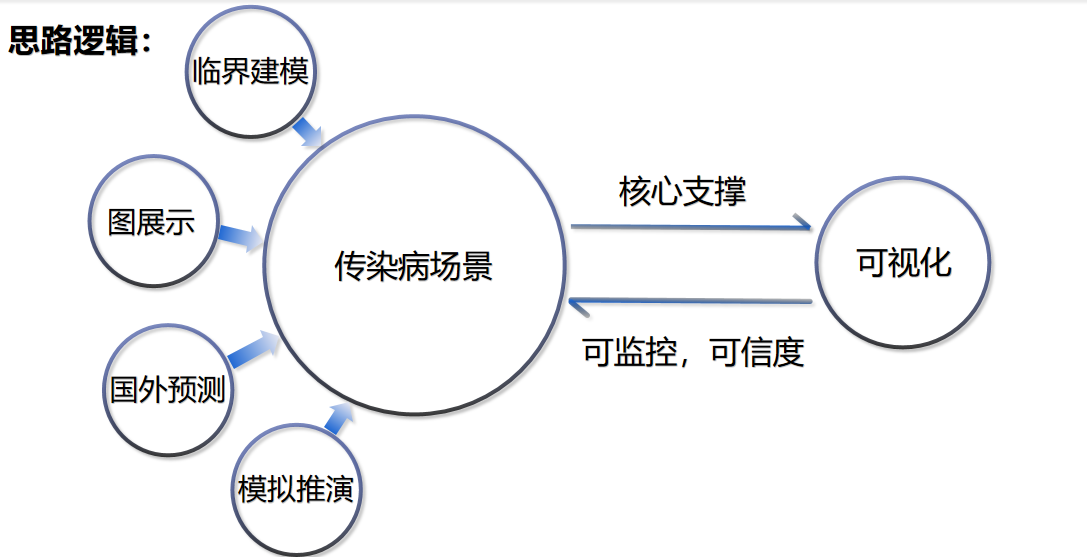 思路逻辑：
临界建模
图展示
国外预测
模拟推演
传染病场景
核心支撑
可监控，可信度
可视化